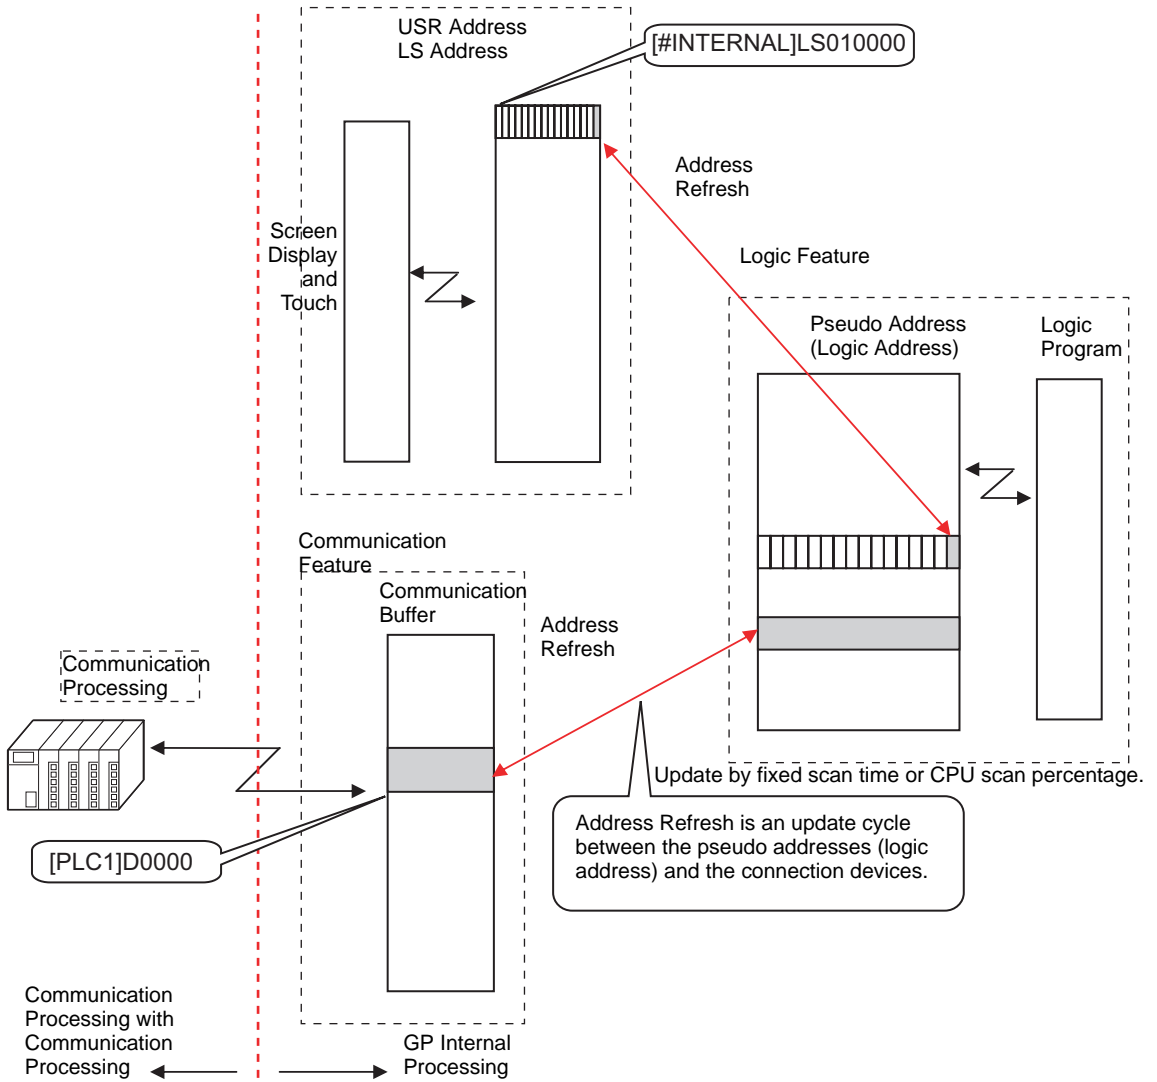 USR Address
LS Address
[#INTERNAL]LS010000
Address
Refresh
Screen
Display
and
Touch
Logic Feature
Pseudo Address
(Logic Address)
Logic
Program
Communication
Feature
Communication
Buffer
Address
Refresh
Communication
Processing
Update by fixed scan time or CPU scan percentage.
Address Refresh is an update cycle
between the pseudo addresses (logic
address) and the connection devices.
[PLC1]D0000
Communication
Processing with
Communication
Processing
GP Internal
Processing